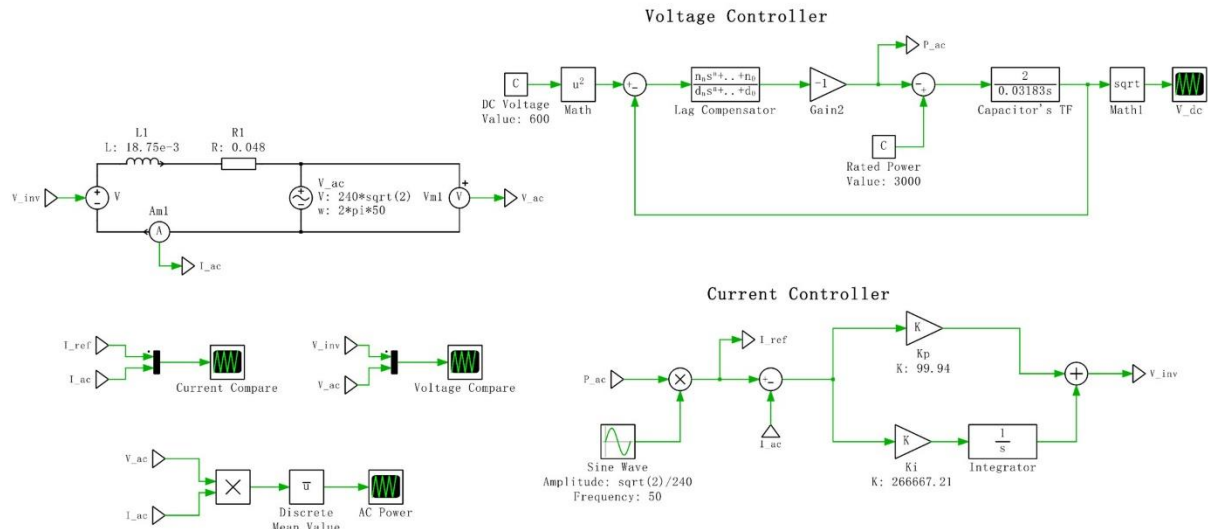 Voltage Controller
P_ac
C
DC Voltage
Value: 600
u²
Math
+
-
nₙsⁿ+..+n₀
dₙsⁿ+..+d₀
Lag Compensator
-1
Gain2
-
+
2
0.03183s
Capacitor's TF
sqrt
Math1
V_dc
C
Rated Power
Value: 3000
L1
L: 18.75e-3
R1
R: 0.048
V_inv
+
-
V
V_ac
V: 240*sqrt(2)
w: 2*pi*50
+
Vm1
V
V_ac
Am1
A
I_ac
Current Controller
I_ref
I_ac
Current Compare
V_inv
V_ac
Voltage Compare
I_ref
P_ac
×
+
-
I_ac
Sine Wave
Amplitude: sqrt(2)/240
Frequency: 50
K
Kp
K: 99.94
K
Ki
K: 266667.21
1
s
Integrator
+
V_inv
V_ac
I_ac
×
u̅
Discrete
Mean Value
AC Power